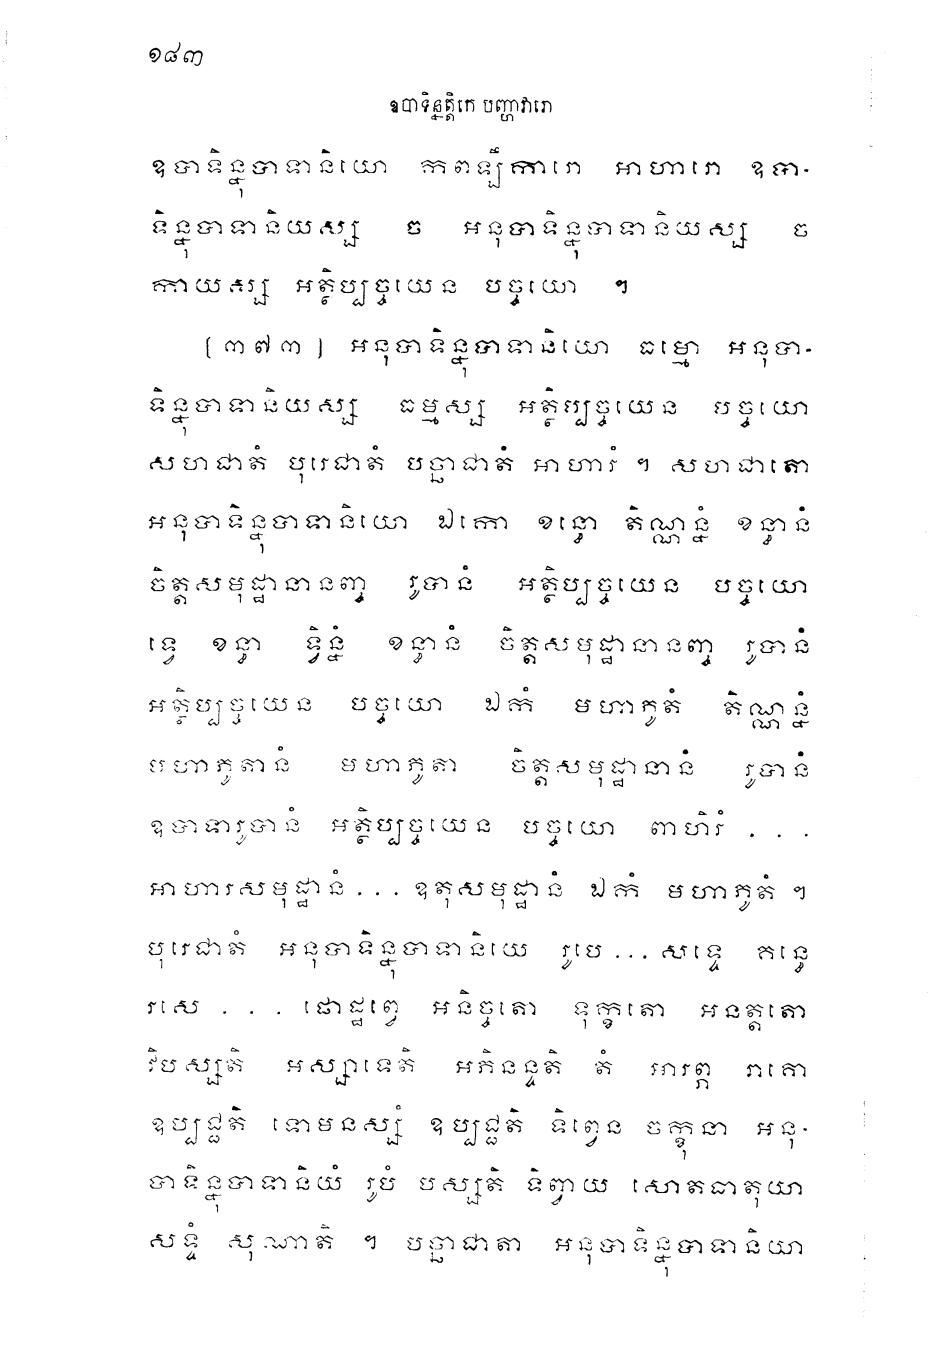 ១៨៣
ឧបាទិន្នត្តិកេ បញ្ហាវារោ
ឧបាទិន្នុបាទានិយោ កពឡឹការោ អាហារោ ឧបា-
ទិន្នុបាទានិយស្ស ច អនុបាទិន្នុបាទានិយស្ស ច
កាយស្ស អត្ថិប្បច្ចយេន បច្ចយោ ។
[៣៧៣] អនុបាទិន្នុបាទានិយោ ធម្មោ អនុបា-
ទិន្នុបាទានិយស្ស ធម្មស្ស អត្ថិប្បច្ចយេន បច្ចយោ
សហជាតំ បុរេជាតំ បច្ឆាជាតំ អាហារំ ។ សហជាតោ
អនុបាទិន្នុបាទានិយោ ឯកោ ខន្ធោ តិណ្ណន្នំ ខន្ធានំ
ចិត្តសមុដ្ឋានានញ្ច រូបានំ អត្ថិប្បច្ចយេន បច្ចយោ
ទ្វេ ខន្ធា ទ្វិន្នំ ខន្ធានំ ចិត្តសមុដ្ឋានានញ្ច រូបានំ
អត្ថិប្បច្ចយេន បច្ចយោ ឯកំ មហាភូតំ តិណ្ណន្នំ
មហាភូតានំ មហាភូតា ចិត្តសមុដ្ឋានានំ រូបានំ
ឧបាទារូបានំ អត្ថិប្បច្ចយេន បច្ចយោ ពាហិរំ . . .
អាហារសមុដ្ឋានំ . . . ឧតុសមុដ្ឋានំ ឯកំ មហាភូតំ ។
បុរេជាតំ អនុបាទិន្នុបាទានិយេ រូបេ . . . សទ្ទេ គន្ធេ
រសេ . . . ផោដ្ឋព្វេ អនិច្ចតោ ទុក្ខតោ អនត្តតោ
វិបស្សតិ អស្សាទេតិ អភិនន្ទតិ តំ អារព្ភ រាគោ
ឧប្បជ្ជតិ ទោមនស្សំ ឧប្បជ្ជតិ ទិព្វេន ចក្ខុនា អនុ-
បាទិន្នុបាទានិយំ រូបំ បស្សតិ ទិព្វាយ សោតធាតុយា
សទ្ទំ សុណាតិ ។ បច្ឆាជាតា អនុបាទិន្នុបាទានិយា